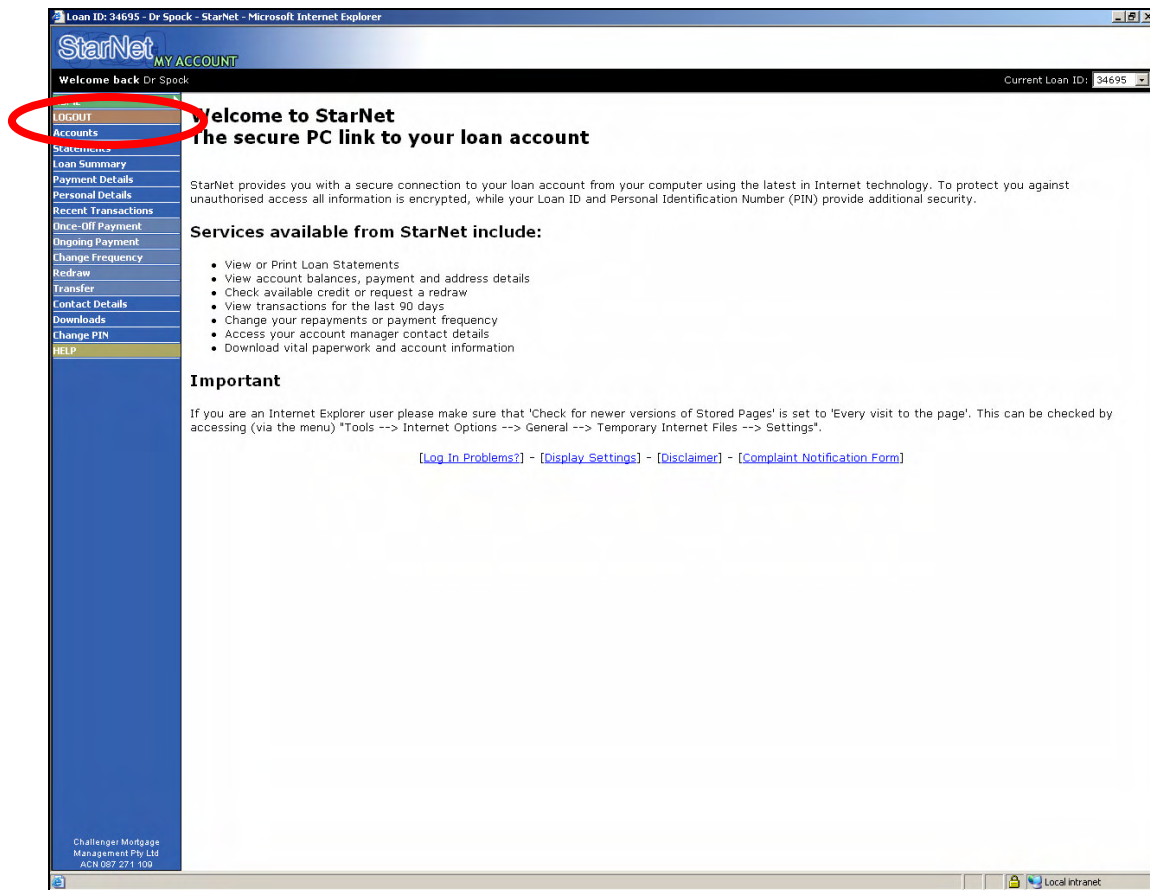 Loan ID: 34695 - Dr Spock - StarNet - Microsoft Internet Explorer
StarNet MY ACCOUNT
Welcome back Dr Spock
Current Loan ID: 34695
LOGOUT
Accounts
Statements
Loan Summary
Payment Details
Personal Details
Recent Transactions
Once-Off Payment
Ongoing Payment
Change Frequency
Redraw
Transfer
Contact Details
Downloads
Change PIN
HELP
Welcome to StarNet
The secure PC link to your loan account
StarNet provides you with a secure connection to your loan account from your computer using the latest in Internet technology. To protect you against
unauthorised access all information is encrypted, while your Loan ID and Personal Identification Number (PIN) provide additional security.
Services available from StarNet include:
• View or Print Loan Statements
• View account balances, payment and address details
• Check available credit or request a redraw
• View transactions for the last 90 days
• Change your repayments or payment frequency
• Access your account manager contact details
• Download vital paperwork and account information
Important
If you are an Internet Explorer user please make sure that 'Check for newer versions of Stored Pages' is set to 'Every visit to the page'. This can be checked by
accessing (via the menu) "Tools --> Internet Options --> General --> Temporary Internet Files --> Settings".
[Log In Problems?] - [Display Settings] - [Disclaimer] - [Complaint Notification Form]
Challenger Mortgage
Management Pty Ltd
ACN 087 271 109
Local intranet